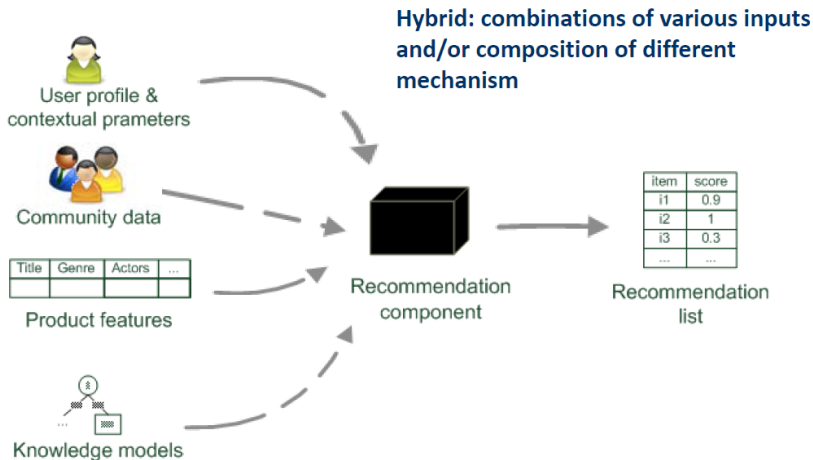 Hybrid: combinations of various inputs
and/or composition of different
mechanism
User profile &
contextual prameters
Community data
Title Genre Actors ...
Product features
...
Knowledge models
Recommendation
component
item score
i1 0.9
i2 1
i3 0.3
... ...
Recommendation
list